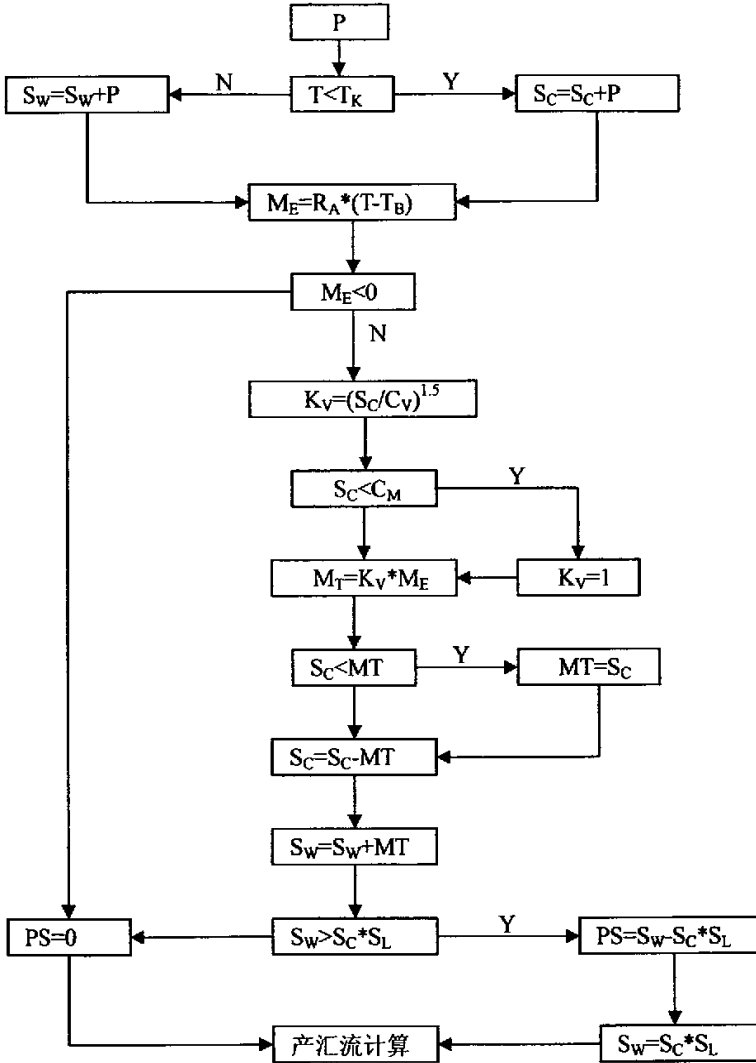 P
N
Y
S_W=S_W+P
T<T_K
S_C=S_C+P
M_E=R_A*(T-T_B)
M_E<0
N
K_V=(S_C/C_V)^1.5
S_C<C_M
Y
M_T=K_V*M_E
K_V=1
S_C<MT
Y
MT=S_C
S_C=S_C-MT
S_W=S_W+MT
PS=0
S_W>S_C*S_L
Y
PS=S_W-S_C*S_L
产汇流计算
S_W=S_C*S_L